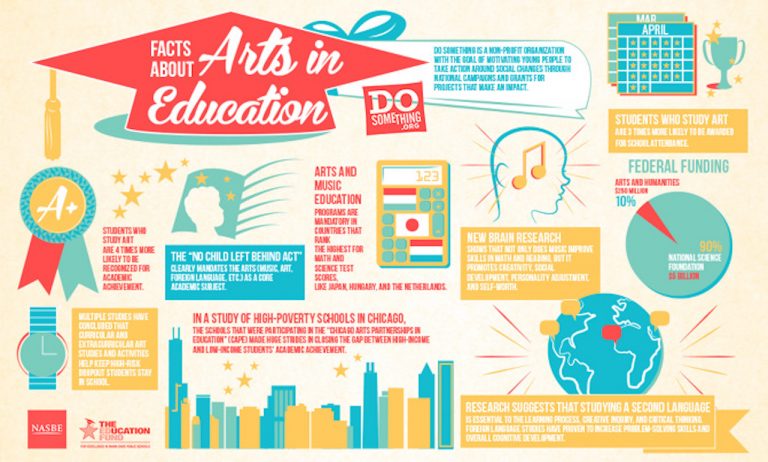 FACTS
ABOUT
Arts in
Education
DO
SOMETHING
.ORG
DO SOMETHING IS A NON-PROFIT ORGANIZATION
WITH THE GOAL OF MOTIVATING YOUNG PEOPLE TO
TAKE ACTION AROUND SOCIAL CHANGES THROUGH
NATIONAL CAMPAIGNS AND GRANTS FOR
PROJECTS THAT MAKE AN IMPACT.
MAR
APRIL
STUDENTS WHO STUDY ART
ARE 3 TIMES MORE LIKELY TO BE AWARDED
FOR SCHOOL ATTENDANCE.
A+
STUDENTS WHO
STUDY ART
ARE 4 TIMES MORE
LIKELY TO BE
RECOGNIZED FOR
ACADEMIC
ACHIEVEMENT.
THE "NO CHILD LEFT BEHIND ACT"
CLEARLY MANDATES THE ARTS (MUSIC, ART,
FOREIGN LANGUAGE, ETC.) AS A CORE
ACADEMIC SUBJECT.
ARTS AND
MUSIC
EDUCATION
PROGRAMS ARE
MANDATORY IN
COUNTRIES THAT
RANK
THE HIGHEST FOR
MATH AND
SCIENCE TEST
SCORES,
LIKE JAPAN, HUNGARY, AND THE NETHERLANDS.
123
NEW BRAIN RESEARCH
SHOWS THAT NOT ONLY DOES MUSIC IMPROVE
SKILLS IN MATH AND READING, BUT IT
PROMOTES CREATIVITY, SOCIAL
DEVELOPMENT, PERSONALITY ADJUSTMENT,
AND SELF-WORTH.
FEDERAL FUNDING
ARTS AND HUMANITIES
$250 MILLION
10%
90%
NATIONAL SCIENCE
FOUNDATION
$5 BILLION
MULTIPLE STUDIES HAVE
CONCLUDED THAT
CURRICULAR AND
EXTRACURRICULAR ART
STUDIES AND ACTIVITIES
HELP KEEP HIGH-RISK
DROPOUT STUDENTS STAY
IN SCHOOL.
IN A STUDY OF HIGH-POVERTY SCHOOLS IN CHICAGO,
THE SCHOOLS THAT WERE PARTICIPATING IN THE "CHICAGO ARTS PARTNERSHIPS IN
EDUCATION" (CAPE) MADE HUGE STRIDES IN CLOSING THE GAP BETWEEN HIGH-INCOME
AND LOW-INCOME STUDENTS' ACADEMIC ACHIEVEMENT.
RESEARCH SUGGESTS THAT STUDYING A SECOND LANGUAGE
IS ESSENTIAL TO THE LEARNING PROCESS, CREATIVE INQUIRY, AND CRITICAL THINKING.
FOREIGN LANGUAGE STUDIES HAVE PROVEN TO INCREASE PROBLEM-SOLVING SKILLS AND
OVERALL COGNITIVE DEVELOPMENT.
NASBE
THE
EDUCATION
FUND